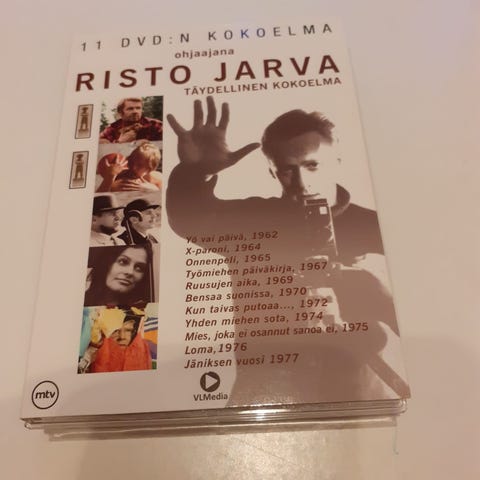 11 DVD:N KOKOELMA
ohjaajana
RISTO JARVA
TÄYDELLINEN KOKOELMA
Yö vai päivä, 1962
X-paroni, 1964
Onnenpeli, 1965
Työmiehen päiväkirja, 1967
Ruusujen aika, 1969
Bensaa suonissa, 1970
Kun taivas putoaa..., 1972
Yhden miehen sota, 1974
Mies, joka ei osannut sanoa ei, 1975
Loma,1976
Jäniksen vuosi 1977
mtv
VLMedia